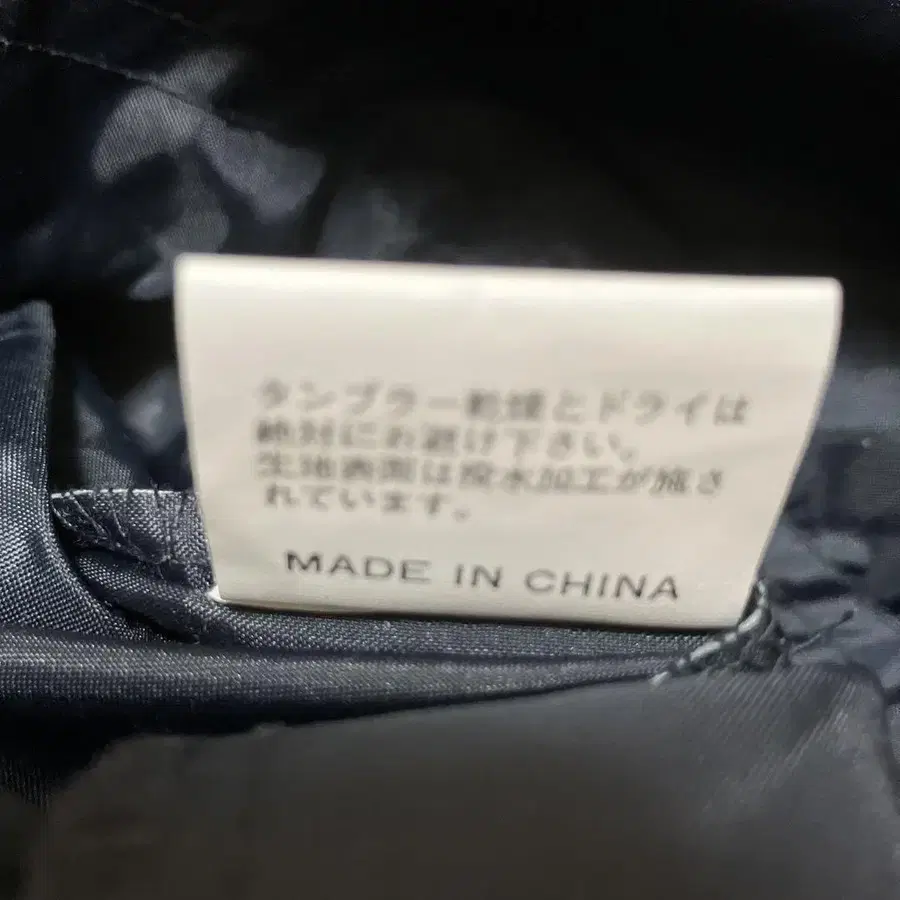 タンブラー乾燥とドライは
絶対にお避け下さい。
生地表面は撥水加工が施さ
れています。
MADE IN CHINA